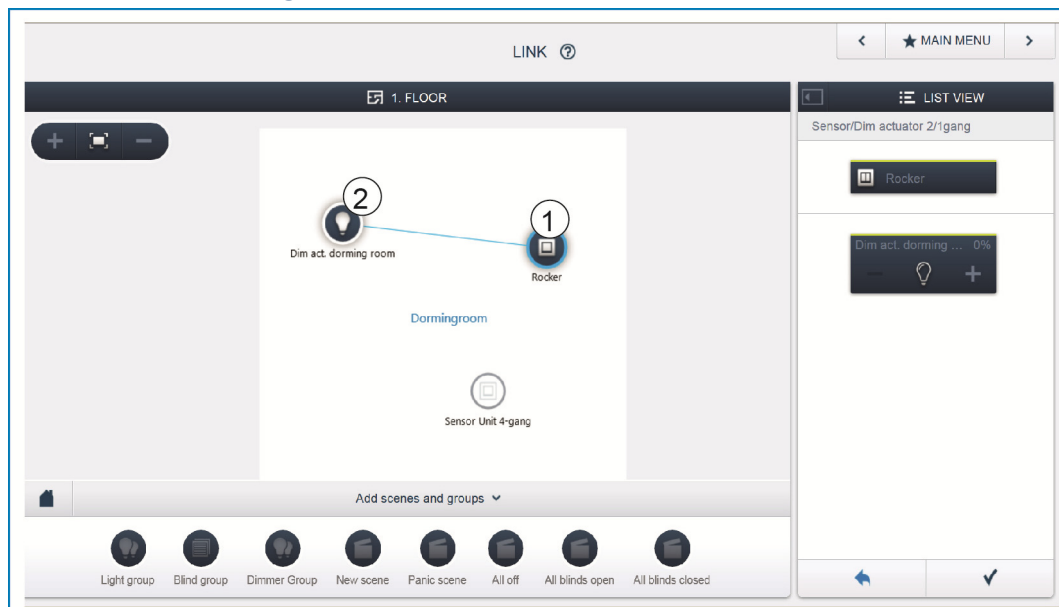 LINK ?
< ★ MAIN MENU >
1. FLOOR
LIST VIEW
Sensor/Dim actuator 2/1gang
+ −
2
1
Dim act. dorming room
Rocker
Rocker
Dim act. dorming ... 0%
− +
Dormingroom
Sensor Unit 4-gang
Add scenes and groups
Light group Blind group Dimmer Group New scene Panic scene All off All blinds open All blinds closed